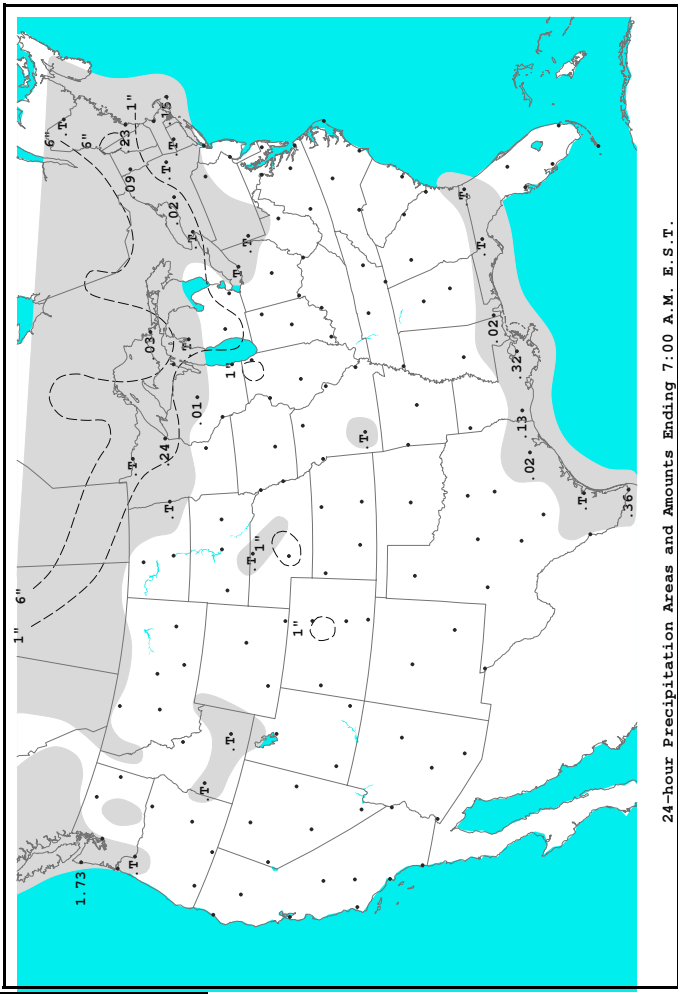 1"
6"
6"
.T
1.73
6"
.23
.09
1"
.T
.T
.03
.24
.15
.T
.T
.02
.T
.T
.T
.01
.T
.T
1"
.T
.T
.T
1"
1"
.T
.T
.T
.02
.32
.13
.02
.T
.36
24-hour Precipitation Areas and Amounts Ending 7:00 A.M. E.S.T.